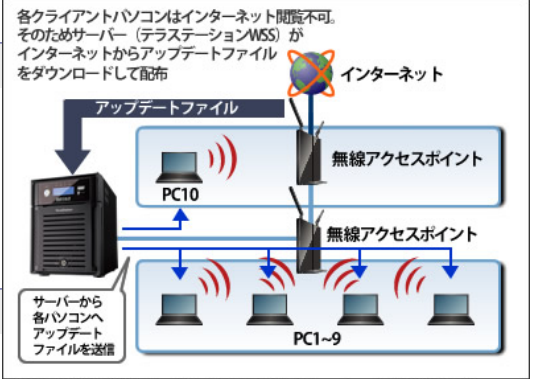 各クライアントパソコンはインターネット閲覧不可。
そのためサーバー（テラステーションWSS）が
インターネットからアップデートファイル
をダウンロードして配布
インターネット
アップデートファイル
無線アクセスポイント
PC10
無線アクセスポイント
サーバーから
各パソコンへ
アップデート
ファイルを送信
PC1~9